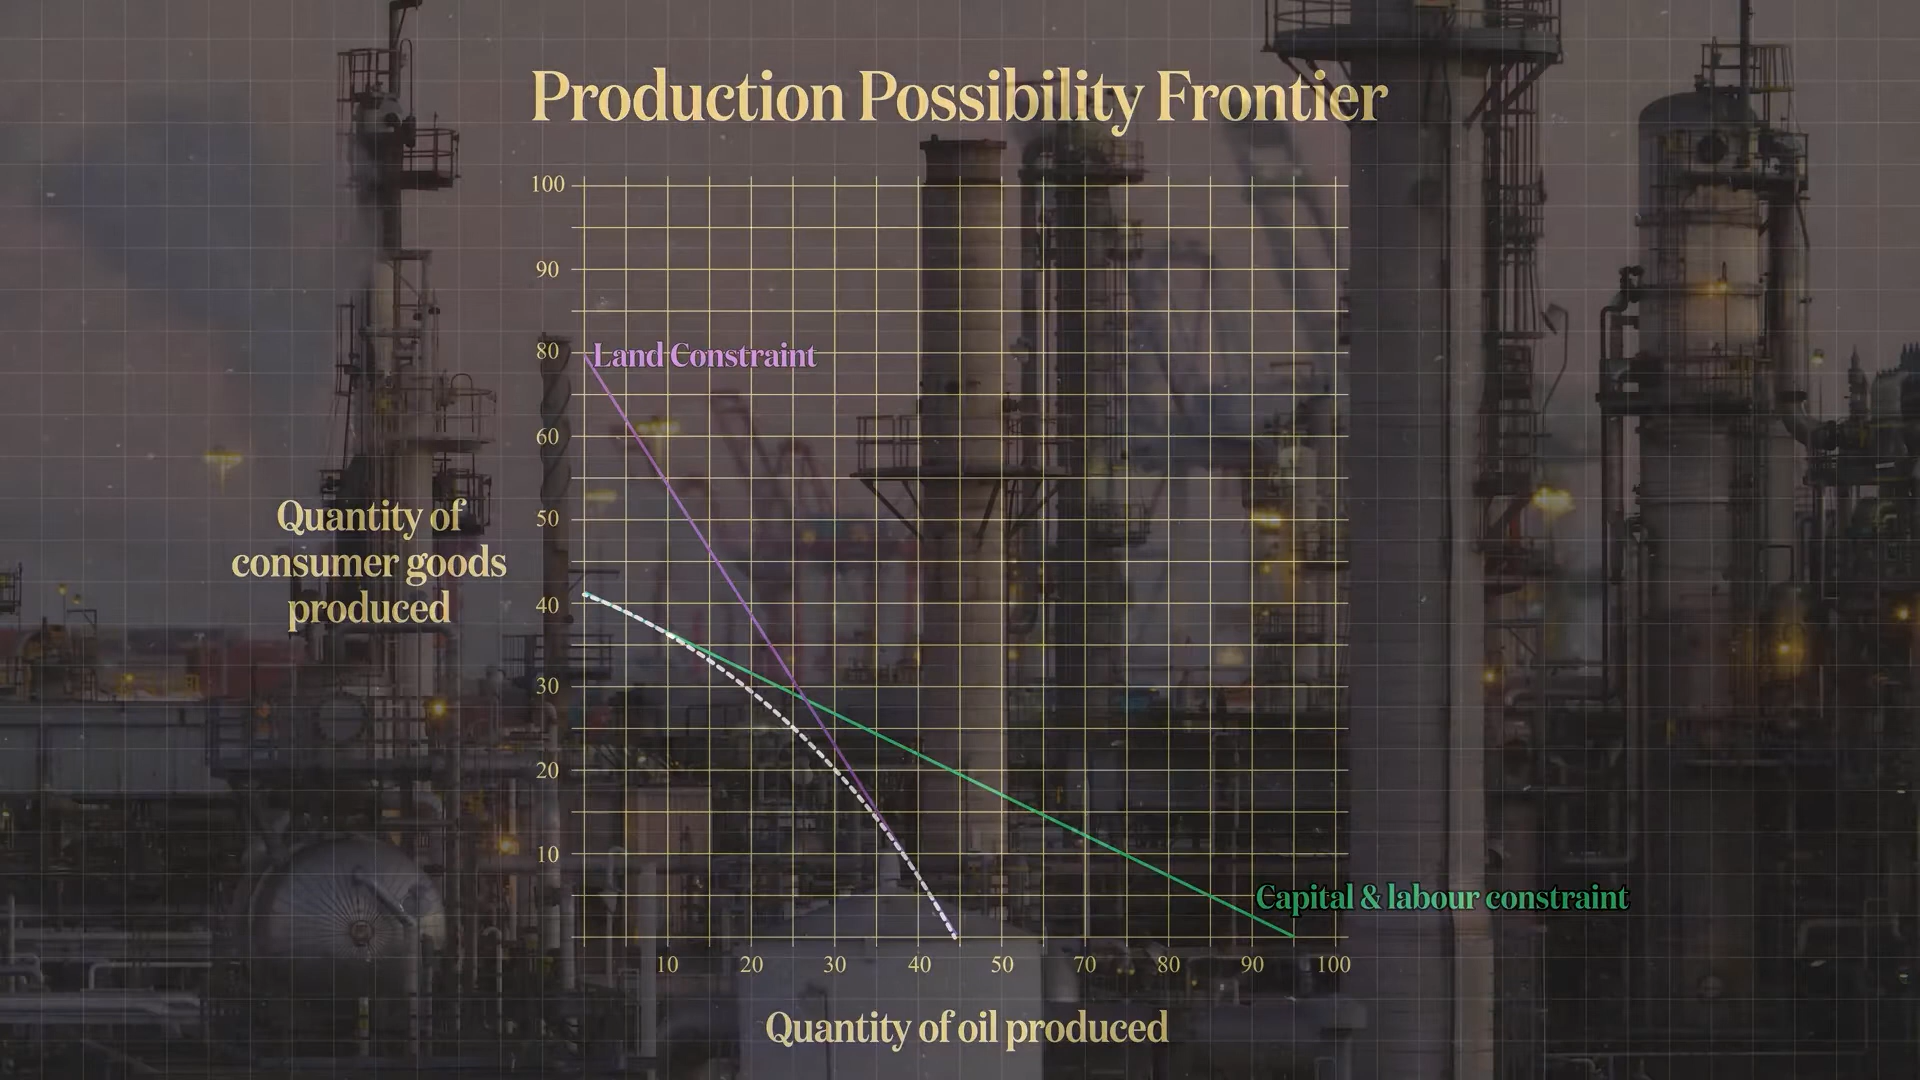 Production Possibility Frontier
100
90
80
Land Constraint
60
50
Quantity of
consumer goods
produced
40
30
20
10
Capital & labour constraint
10 20 30 40 50 70 80 90 100
Quantity of oil produced